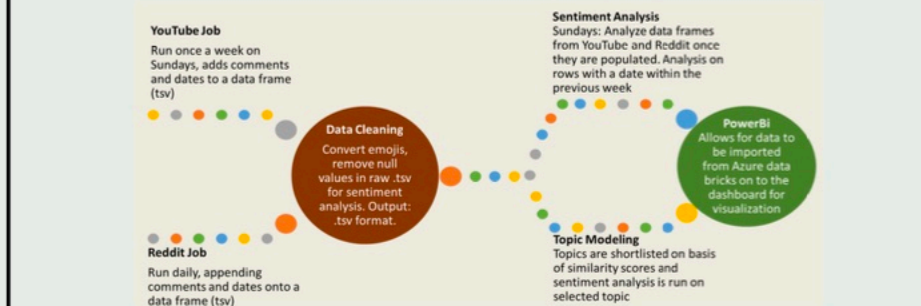 YouTube Job
Run once a week on
Sundays, adds comments
and dates to a data frame
(tsv)
Reddit Job
Run daily, appending
comments and dates onto a
data frame (tsv)
Data Cleaning
Convert emojis,
remove null
values in raw .tsv
for sentiment
analysis. Output:
.tsv format.
Sentiment Analysis
Sundays: Analyze data frames
from YouTube and Reddit once
they are populated. Analysis on
rows with a date within the
previous week
Topic Modeling
Topics are shortlisted on basis
of similarity scores and
sentiment analysis is run on
selected topic
PowerBi
Allows for data to
be imported
from Azure data
bricks on to the
dashboard for
visualization